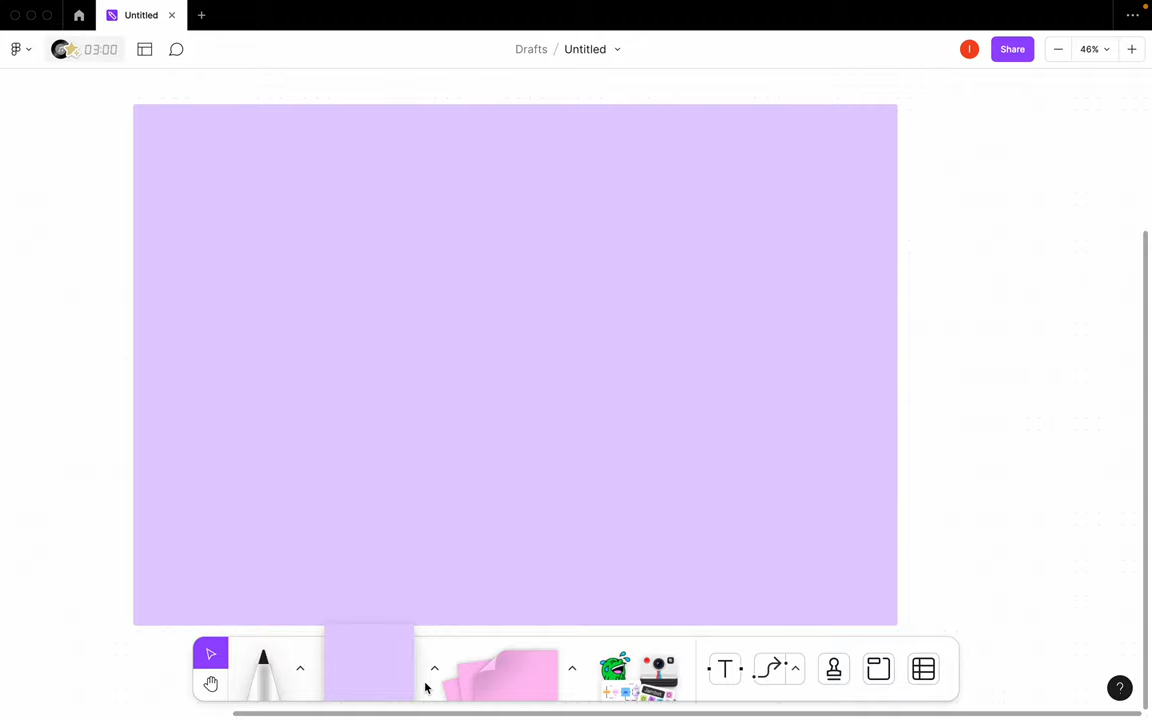 Untitled
03:00
Drafts / Untitled
I
Share
46%
T
?